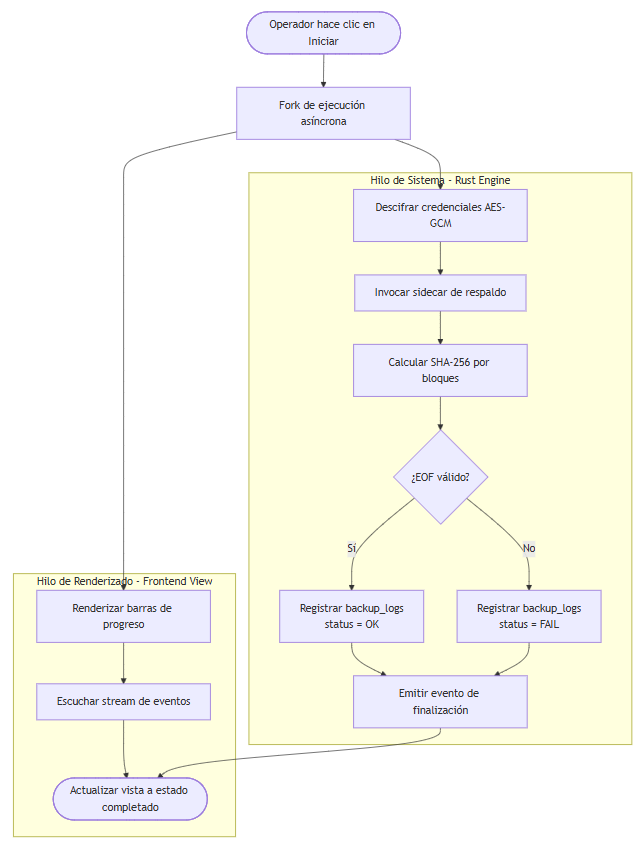 Operador hace clic en
Iniciar
Fork de ejecución
asíncrona
Hilo de Sistema - Rust Engine
Descifrar credenciales AES-
GCM
Invocar sidecar de respaldo
Calcular SHA-256 por
bloques
¿EOF válido?
Sí
No
Registrar backup_logs
status = OK
Registrar backup_logs
status = FAIL
Emitir evento de
finalización
Hilo de Renderizado - Frontend View
Renderizar barras de
progreso
Escuchar stream de eventos
Actualizar vista a estado
completado